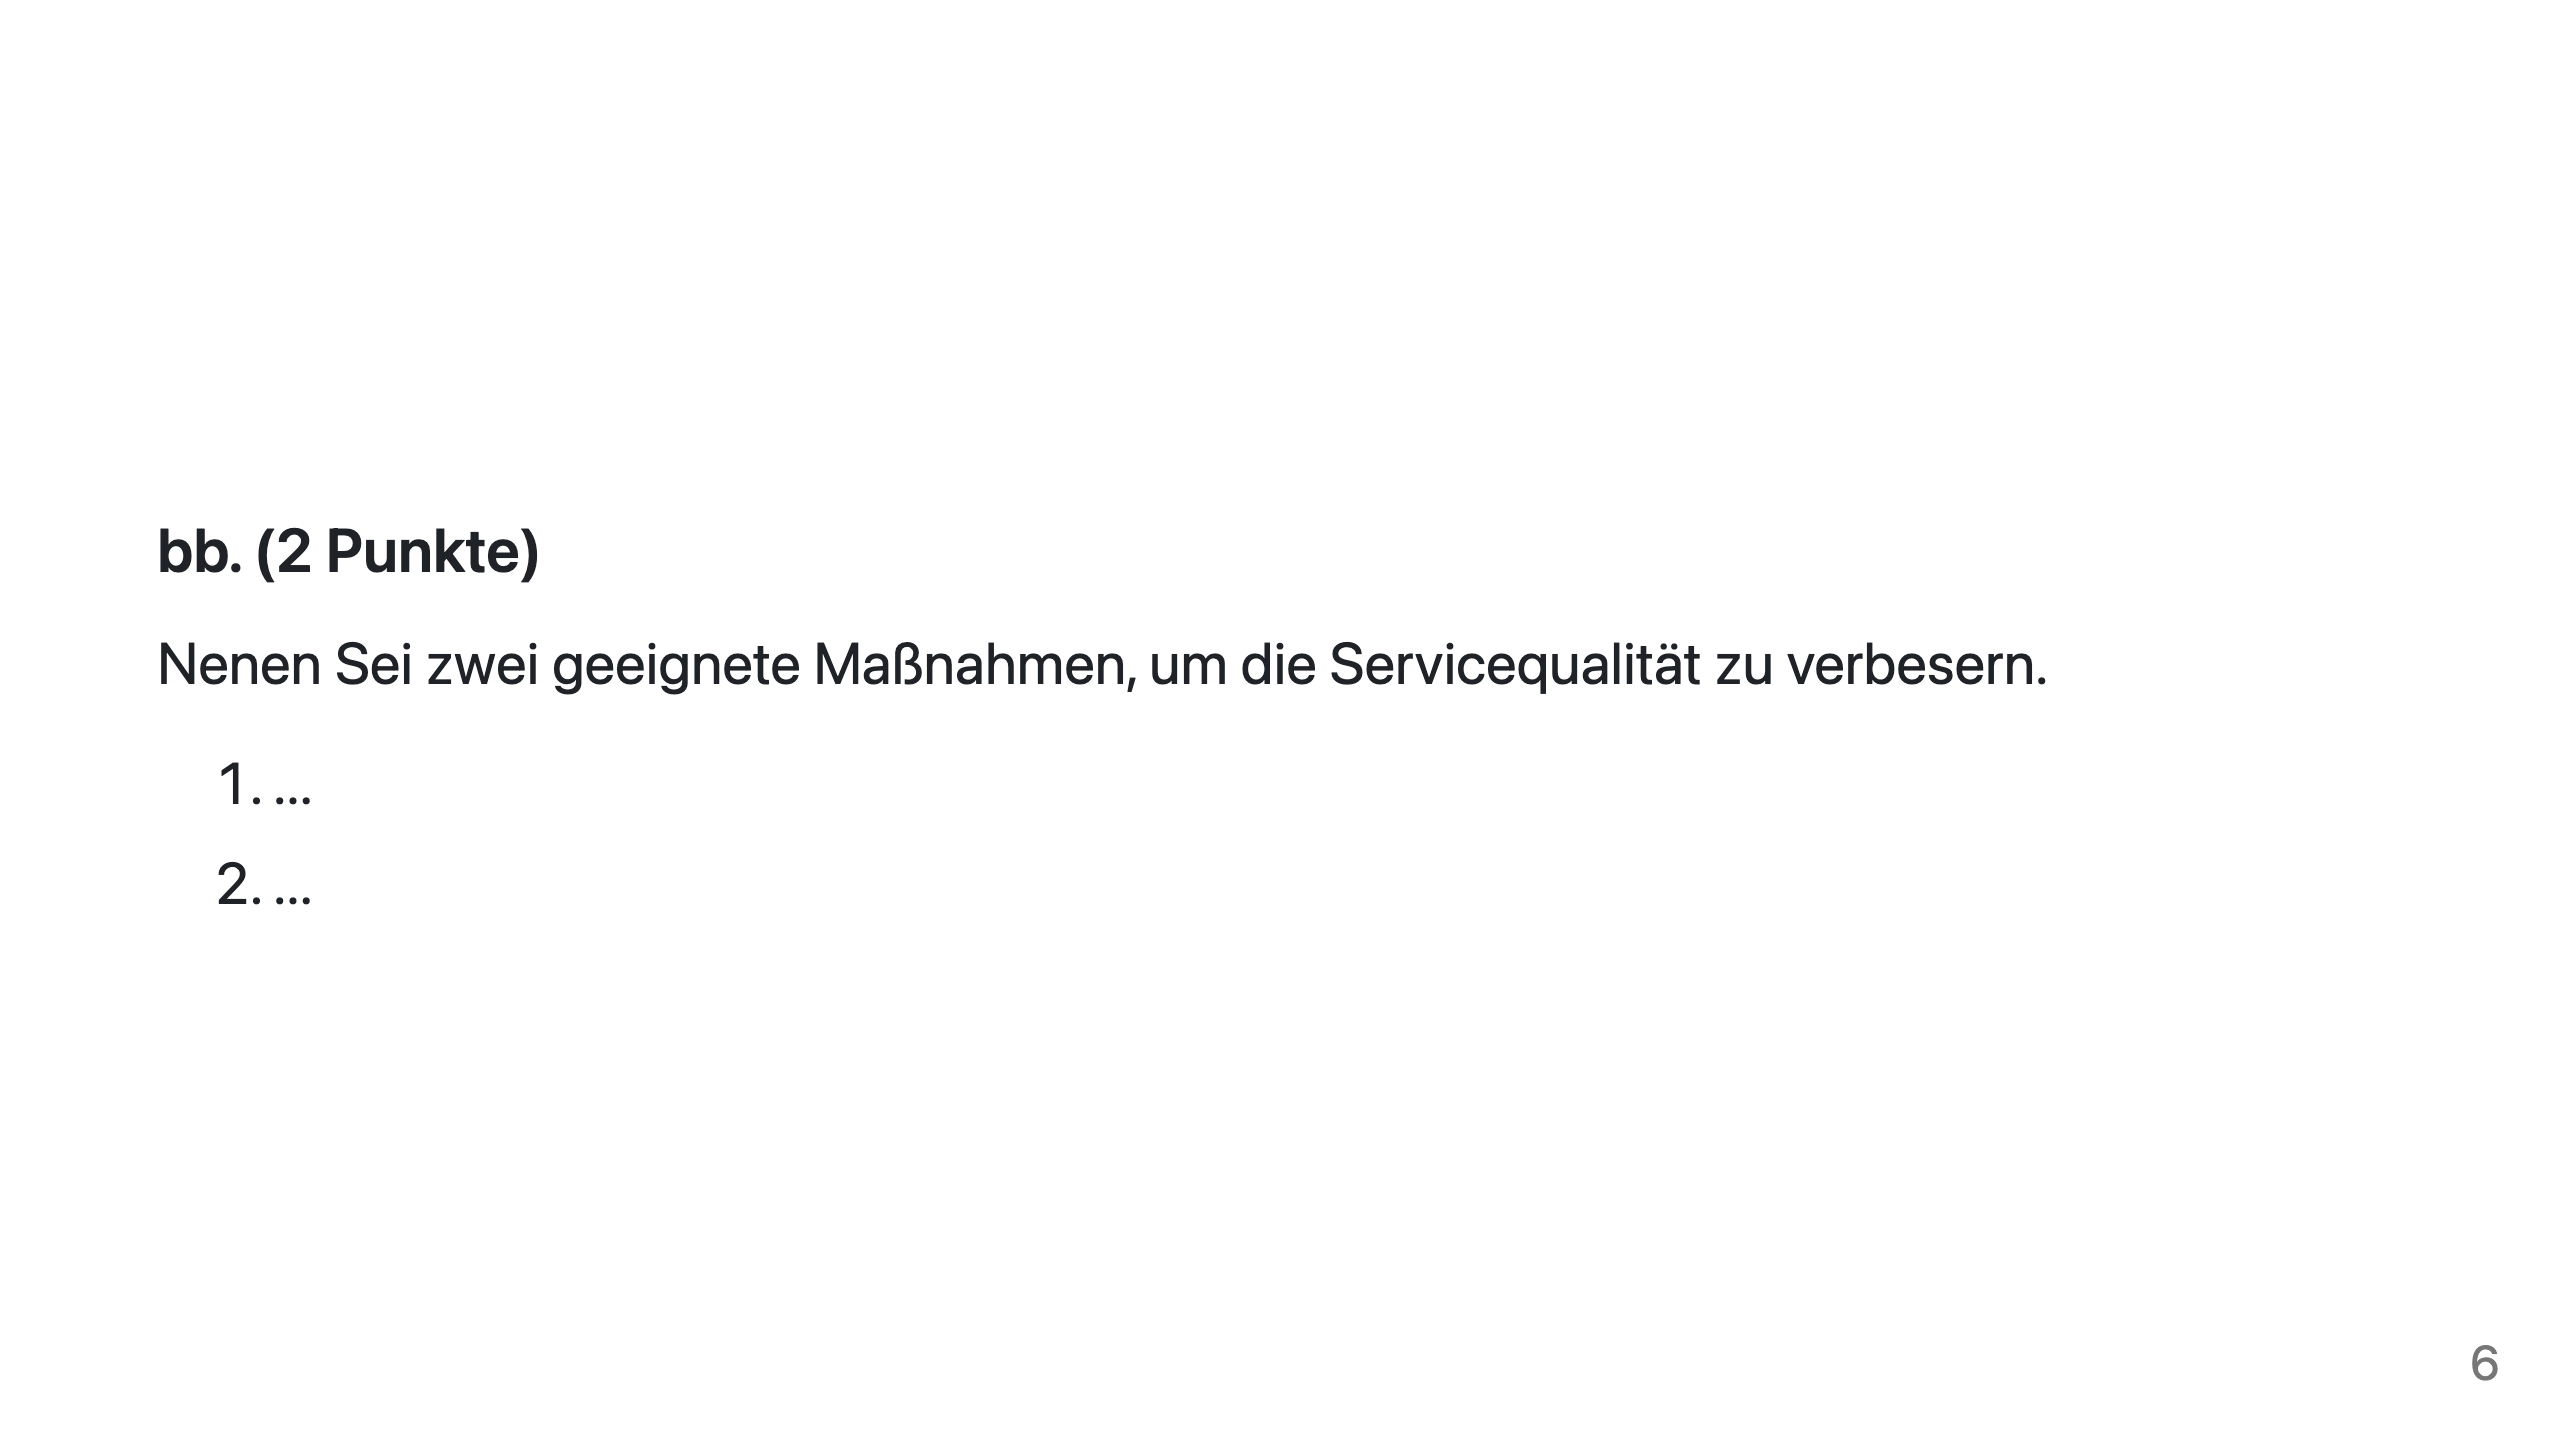 bb. (2 Punkte)
Nenen Sei zwei geeignete Maßnahmen, um die Servicequalität zu verbesern.
1. ...
2. ...
6